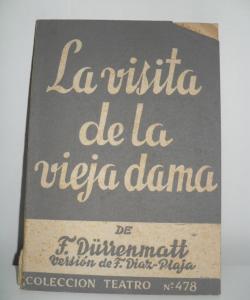 La visita
de la
vieja dama
DE
F. Dürrenmatt
Versión de F. Diaz-Plaja
COLECCION TEATRO Nº 478